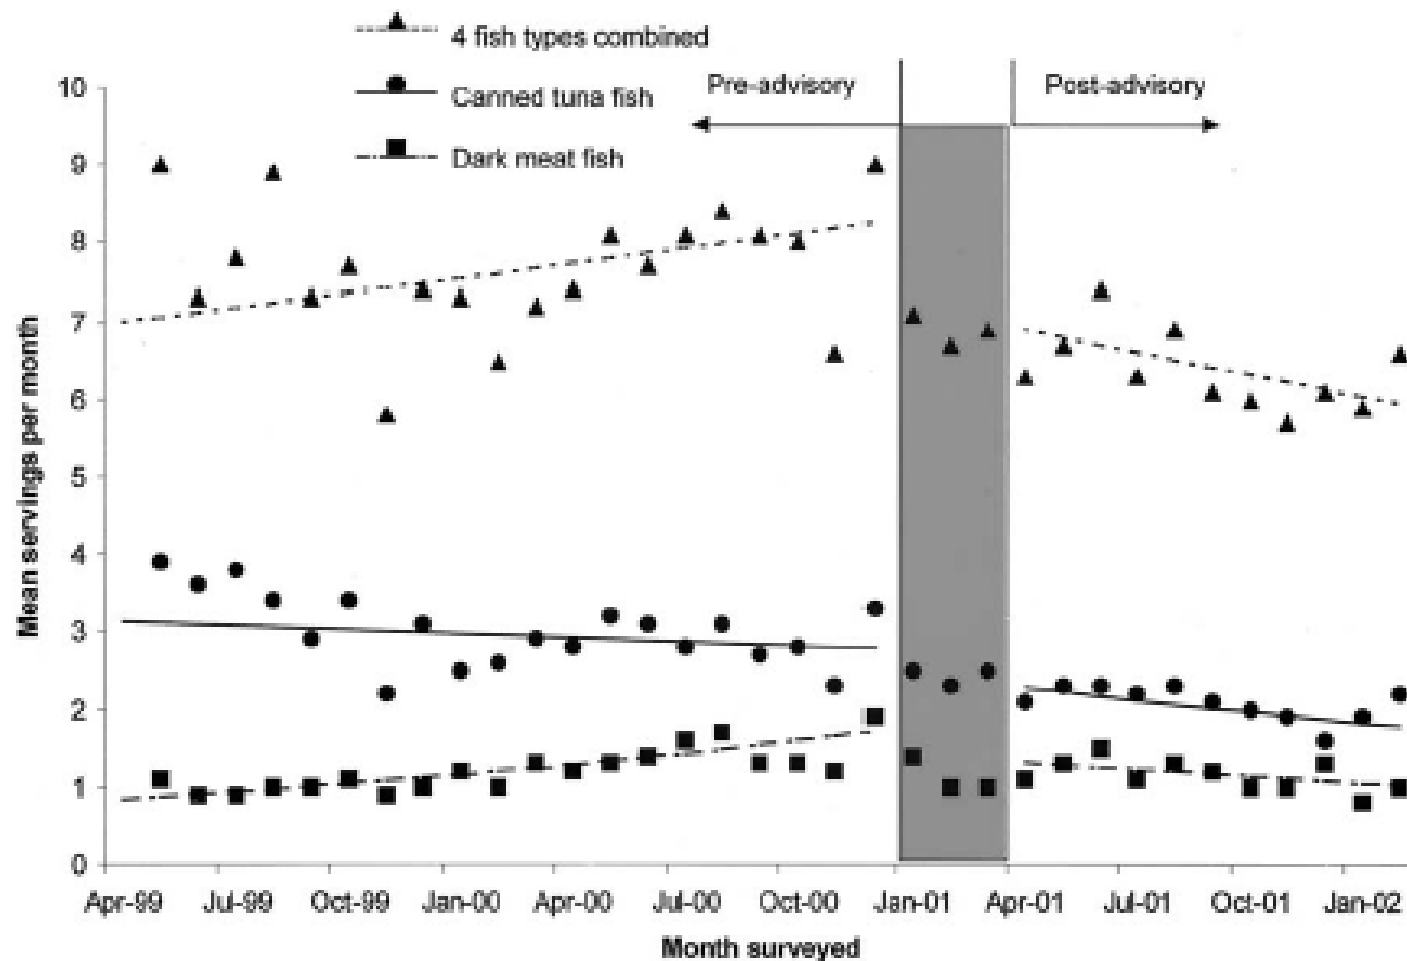 4 fish types combined
Canned tuna fish
Dark meat fish
Pre-advisory
Post-advisory
10
9
8
7
6
5
4
3
2
1
0
Mean servings per month
Apr-99 Jul-99 Oct-99 Jan-00 Apr-00 Jul-00 Oct-00 Jan-01 Apr-01 Jul-01 Oct-01 Jan-02
Month surveyed